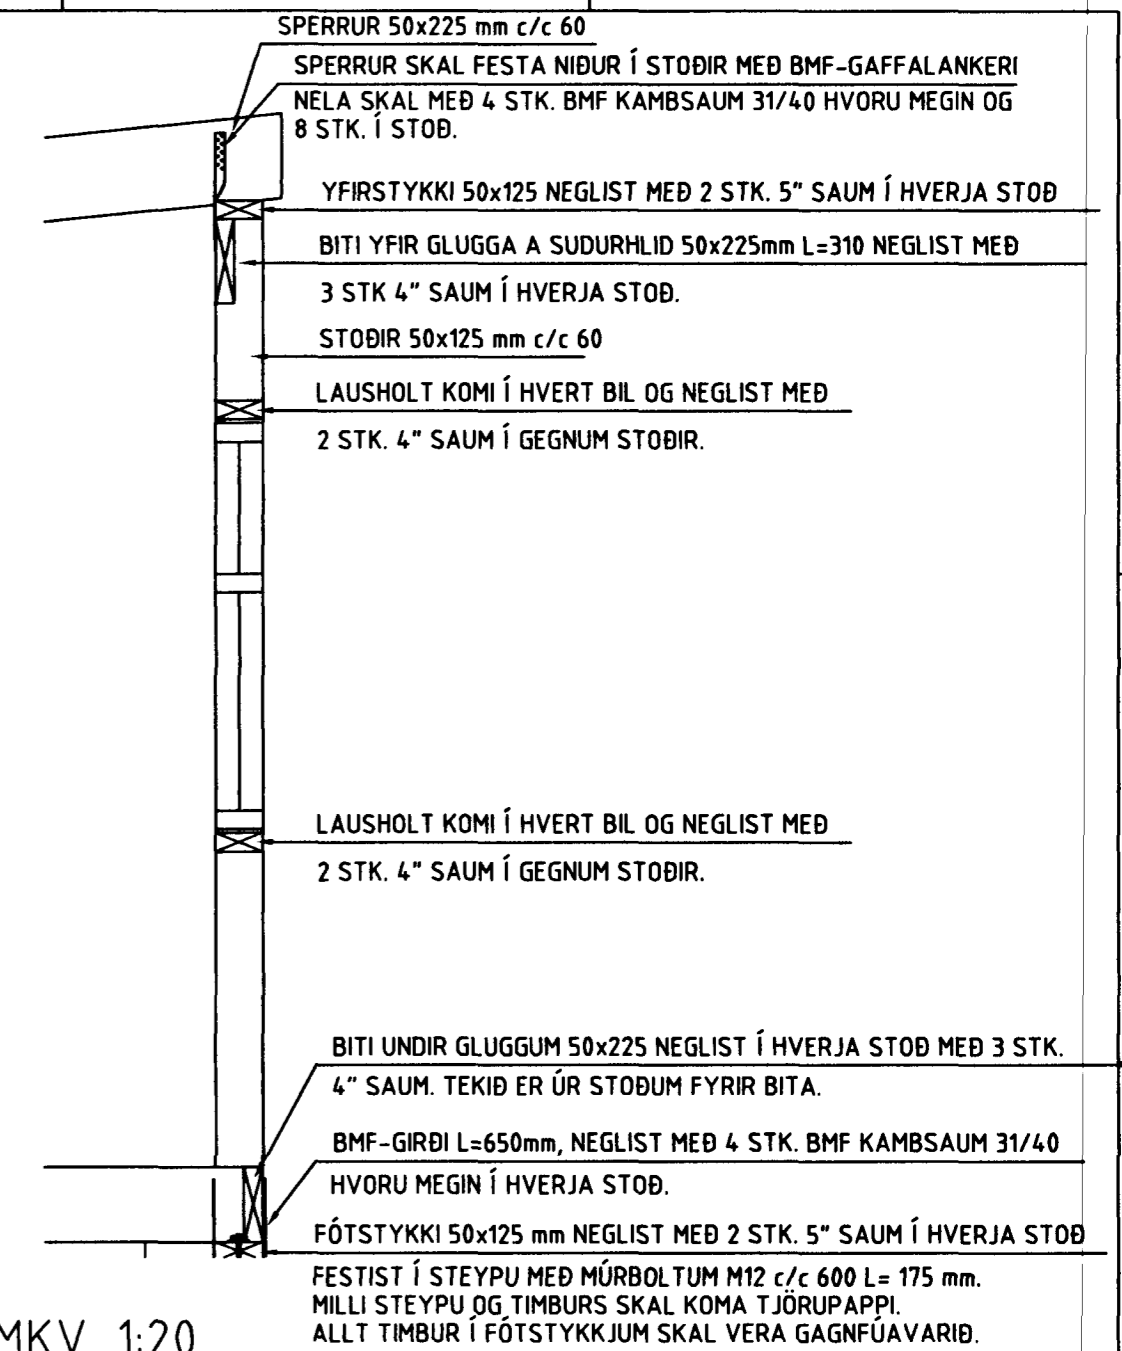 SPERRUR 50x225 mm c/c 60
SPERRUR SKAL FESTA NIÐUR Í STOÐIR MEÐ BMF-GAFFALANKERI
NELA SKAL MEÐ 4 STK. BMF KAMBSAUM 31/40 HVORU MEGIN OG
8 STK. Í STOÐ.
YFIRSTYKKI 50x125 NEGLIST MEÐ 2 STK. 5" SAUM Í HVERJA STOÐ
BITI YFIR GLUGGA A SUDURHLID 50x225mm L=310 NEGLIST MEÐ
3 STK 4" SAUM Í HVERJA STOÐ.
STOÐIR 50x125 mm c/c 60
LAUSHOLT KOMI Í HVERT BIL OG NEGLIST MEÐ
2 STK. 4" SAUM Í GEGNUM STOÐIR.
LAUSHOLT KOMI Í HVERT BIL OG NEGLIST MEÐ
2 STK. 4" SAUM Í GEGNUM STOÐIR.
BITI UNDIR GLUGGUM 50x225 NEGLIST Í HVERJA STOÐ MEÐ 3 STK.
4" SAUM. TEKIÐ ER ÚR STOÐUM FYRIR BITA.
BMF-GIRÐI L=650mm, NEGLIST MEÐ 4 STK. BMF KAMBSAUM 31/40
HVORU MEGIN Í HVERJA STOÐ.
FÓTSTYKKI 50x125 mm NEGLIST MEÐ 2 STK. 5" SAUM Í HVERJA STOÐ
FESTIST Í STEYPU MEÐ MÚRBOLTUM M12 c/c 600 L= 175 mm.
MILLI STEYPU OG TIMBURS SKAL KOMA TJÖRUPAPPI.
ALLT TIMBUR Í FÓTSTYKKJUM SKAL VERA GAGNFÚAVARIÐ.
MKV 1:20